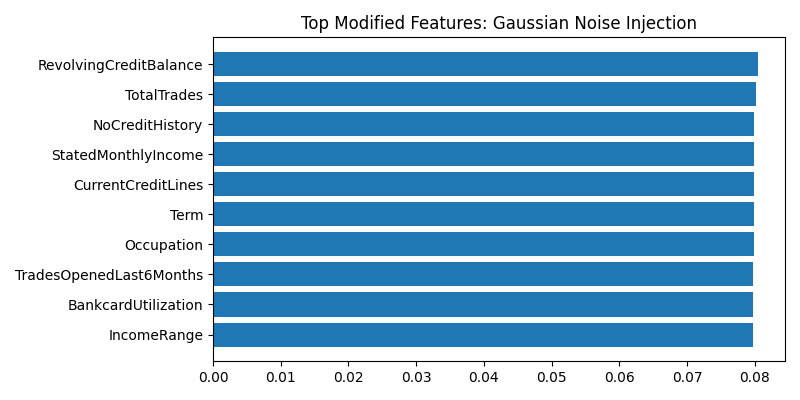 Top Modified Features: Gaussian Noise Injection
RevolvingCreditBalance
TotalTrades
NoCreditHistory
StatedMonthlyIncome
CurrentCreditLines
Term
Occupation
TradesOpenedLast6Months
BankcardUtilization
IncomeRange
0.00 0.01 0.02 0.03 0.04 0.05 0.06 0.07 0.08